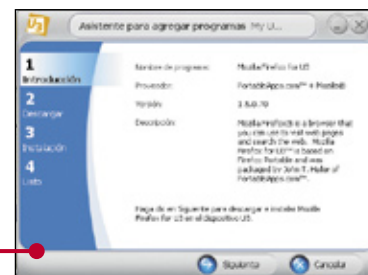 Asistente para agregar programas My U...
1
Introducción
2
Descargar
3
Instalación
4
Listo
Nombre de programa: Mozilla Firefox for U3
Proveedor: PortableApps.com™ +
Versión:
Descripción: Mozilla Firefox is a browser that
you can use to visit web pages
and search the web. Mozilla
Firefox for U3™ is based on
Firefox Portable and was
packaged by John T. Haller of
PortableApps.com™.
Haga clic en Siguiente para descargar e instalar Mozilla
Firefox for U3 en el dispositivo U3.
Siguiente
Cancelar